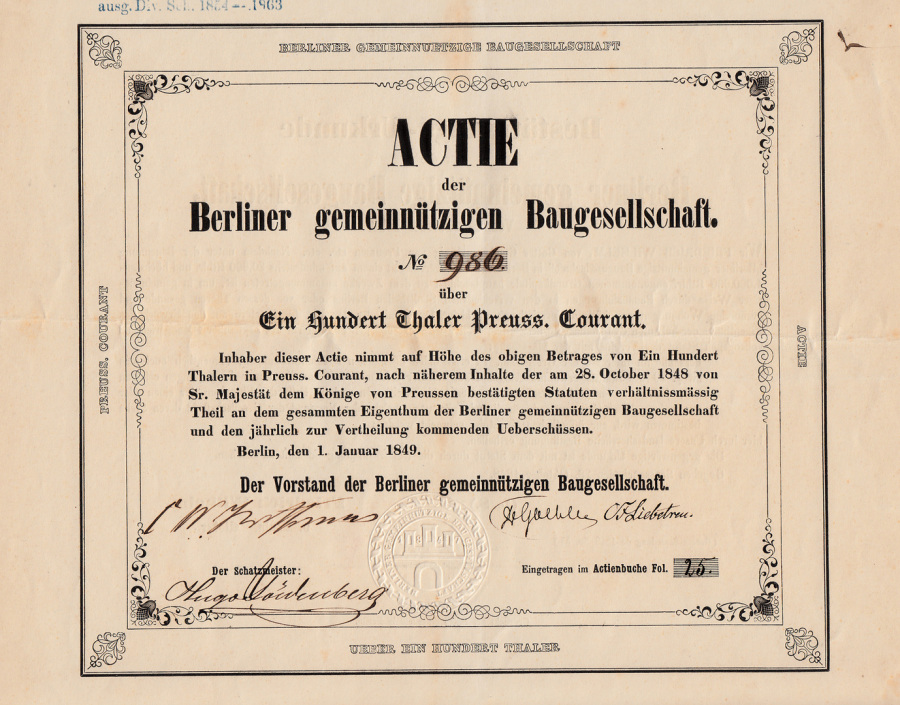 ausg. Div. Sch. 1854 - 1963
BERLINER GEMEINNUETZIGE BAUGESELLSCHAFT
ACTIE
der
Berliner gemeinnützigen Baugesellschaft.
№ 986.
über
Ein Hundert Thaler Preuss. Courant.
Inhaber dieser Actie nimmt auf Höhe des obigen Betrages von Ein Hundert
Thalern in Preuss. Courant, nach näherem Inhalte der am 28. October 1848 von
Sr. Majestät dem Könige von Preussen bestätigten Statuten verhältnissmässig
Theil an dem gesammten Eigenthum der Berliner gemeinnützigen Baugesellschaft
und den jährlich zur Vertheilung kommenden Ueberschüssen.
Berlin, den 1. Januar 1849.
Der Vorstand der Berliner gemeinnützigen Baugesellschaft.
C. W. Hoffmann
Der Schatzmeister:
Hugo Löwenberg
Eingetragen im Actienbuche Fol. 25.
UEBER EIN HUNDERT THALER
PREUSS. COURANT
ACTIE